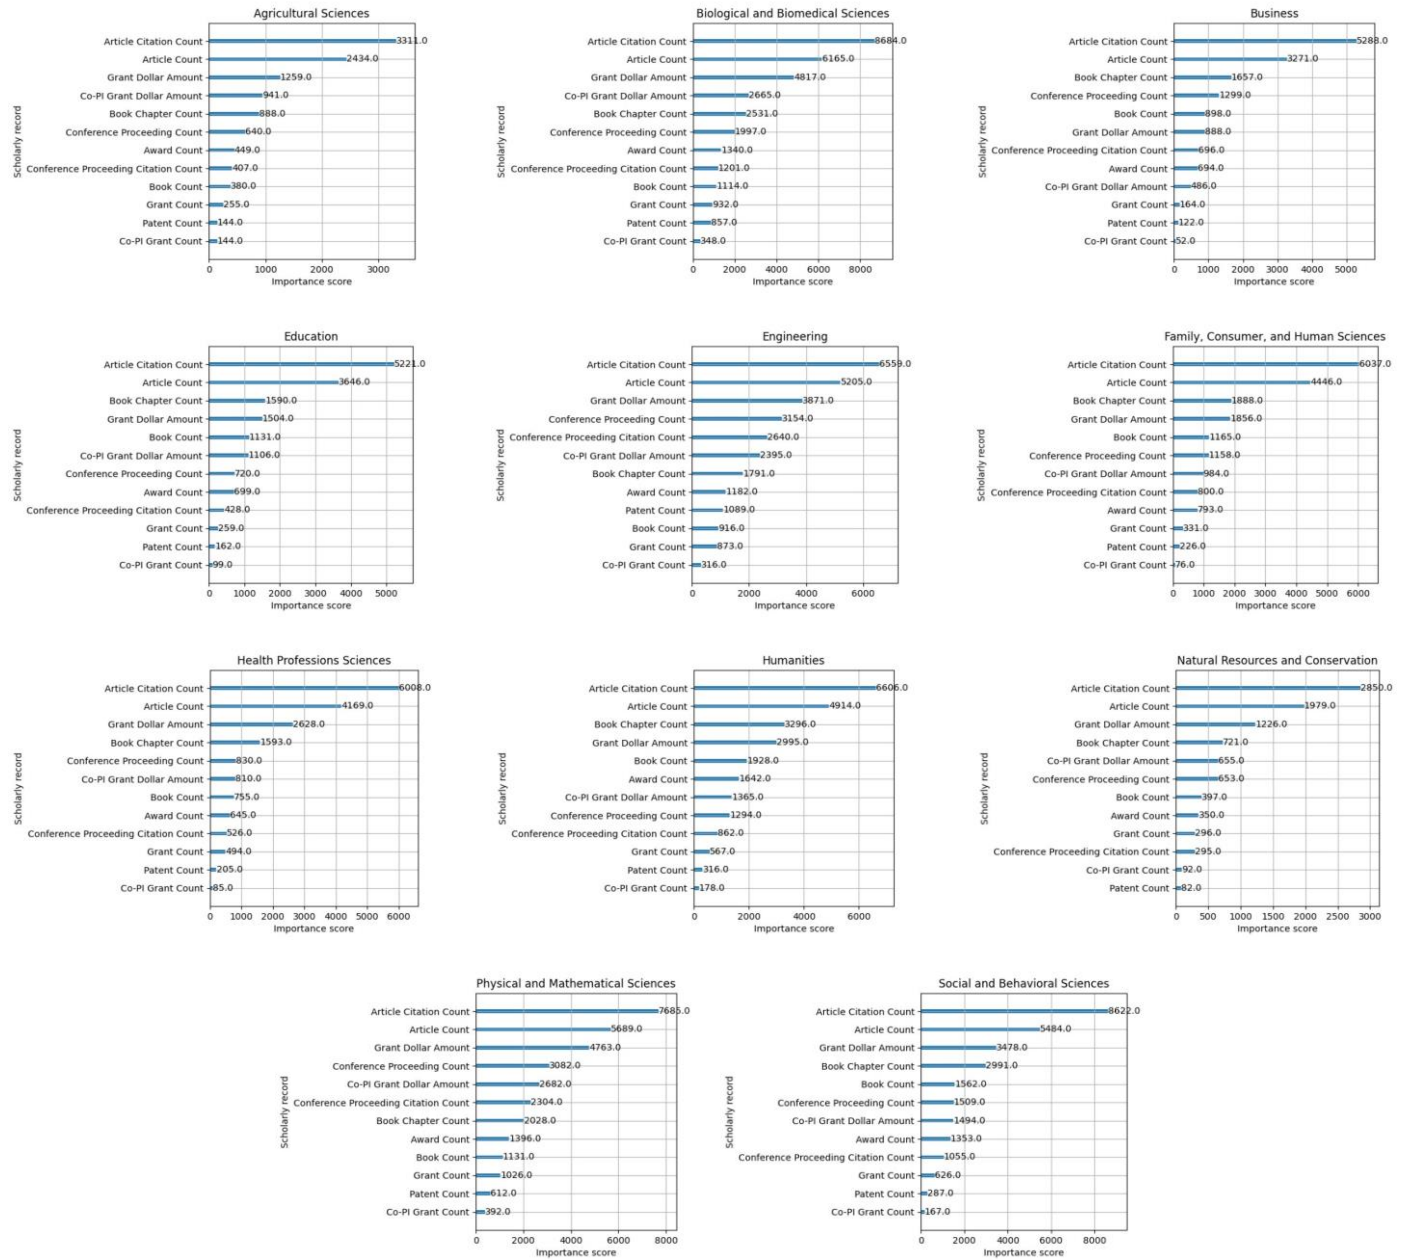 Agricultural Sciences
Scholarly record
Article Citation Count 3311.0
Article Count 2434.0
Grant Dollar Amount 1259.0
Co-PI Grant Dollar Amount 941.0
Book Chapter Count 888.0
Conference Proceeding Count 640.0
Award Count 449.0
Conference Proceeding Citation Count 407.0
Book Count 380.0
Grant Count 255.0
Patent Count 144.0
Co-PI Grant Count 144.0
0 1000 2000 3000
Importance score
Biological and Biomedical Sciences
Scholarly record
Article Citation Count 8684.0
Article Count 6165.0
Grant Dollar Amount 4817.0
Co-PI Grant Dollar Amount 2665.0
Book Chapter Count 2531.0
Conference Proceeding Count 1997.0
Award Count 1340.0
Conference Proceeding Citation Count 1201.0
Book Count 1114.0
Grant Count 932.0
Patent Count 857.0
Co-PI Grant Count 348.0
0 2000 4000 6000 8000
Importance score
Business
Scholarly record
Article Citation Count 5288.0
Article Count 3271.0
Book Chapter Count 1657.0
Conference Proceeding Count 1299.0
Book Count 898.0
Grant Dollar Amount 888.0
Conference Proceeding Citation Count 696.0
Award Count 694.0
Co-PI Grant Dollar Amount 486.0
Grant Count 164.0
Patent Count 122.0
Co-PI Grant Count 52.0
0 1000 2000 3000 4000 5000
Importance score
Education
Scholarly record
Article Citation Count 5221.0
Article Count 3646.0
Book Chapter Count 1590.0
Grant Dollar Amount 1504.0
Book Count 1131.0
Co-PI Grant Dollar Amount 1106.0
Conference Proceeding Count 720.0
Award Count 699.0
Conference Proceeding Citation Count 428.0
Grant Count 259.0
Patent Count 162.0
Co-PI Grant Count 99.0
0 1000 2000 3000 4000 5000
Importance score
Engineering
Scholarly record
Article Citation Count 6559.0
Article Count 5205.0
Grant Dollar Amount 3871.0
Conference Proceeding Count 3154.0
Conference Proceeding Citation Count 2640.0
Co-PI Grant Dollar Amount 2395.0
Book Chapter Count 1791.0
Award Count 1182.0
Patent Count 1089.0
Book Count 916.0
Grant Count 873.0
Co-PI Grant Count 316.0
0 2000 4000 6000
Importance score
Family, Consumer, and Human Sciences
Scholarly record
Article Citation Count 6037.0
Article Count 4446.0
Book Chapter Count 1888.0
Grant Dollar Amount 1856.0
Book Count 1165.0
Conference Proceeding Count 1158.0
Co-PI Grant Dollar Amount 984.0
Conference Proceeding Citation Count 800.0
Award Count 793.0
Grant Count 331.0
Patent Count 226.0
Co-PI Grant Count 76.0
0 1000 2000 3000 4000 5000 6000
Importance score
Health Professions Sciences
Scholarly record
Article Citation Count 6008.0
Article Count 4169.0
Grant Dollar Amount 2628.0
Book Chapter Count 1593.0
Conference Proceeding Count 830.0
Co-PI Grant Dollar Amount 810.0
Book Count 755.0
Award Count 645.0
Conference Proceeding Citation Count 526.0
Grant Count 494.0
Patent Count 205.0
Co-PI Grant Count 85.0
0 1000 2000 3000 4000 5000 6000
Importance score
Humanities
Scholarly record
Article Citation Count 6606.0
Article Count 4914.0
Book Chapter Count 3296.0
Grant Dollar Amount 2995.0
Book Count 1928.0
Award Count 1642.0
Co-PI Grant Dollar Amount 1365.0
Conference Proceeding Count 1294.0
Conference Proceeding Citation Count 862.0
Grant Count 567.0
Patent Count 316.0
Co-PI Grant Count 178.0
0 2000 4000 6000
Importance score
Natural Resources and Conservation
Scholarly record
Article Citation Count 2850.0
Article Count 1979.0
Grant Dollar Amount 1226.0
Book Chapter Count 721.0
Co-PI Grant Dollar Amount 655.0
Conference Proceeding Count 653.0
Book Count 397.0
Award Count 350.0
Grant Count 296.0
Conference Proceeding Citation Count 295.0
Co-PI Grant Count 92.0
Patent Count 82.0
0 500 1000 1500 2000 2500 3000
Importance score
Physical and Mathematical Sciences
Scholarly record
Article Citation Count 7685.0
Article Count 5689.0
Grant Dollar Amount 4763.0
Conference Proceeding Count 3082.0
Co-PI Grant Dollar Amount 2682.0
Conference Proceeding Citation Count 2304.0
Book Chapter Count 2028.0
Award Count 1396.0
Book Count 1131.0
Grant Count 1026.0
Patent Count 612.0
Co-PI Grant Count 392.0
0 2000 4000 6000 8000
Importance score
Social and Behavioral Sciences
Scholarly record
Article Citation Count 8622.0
Article Count 5484.0
Grant Dollar Amount 3478.0
Book Chapter Count 2991.0
Book Count 1562.0
Conference Proceeding Count 1509.0
Co-PI Grant Dollar Amount 1494.0
Award Count 1353.0
Conference Proceeding Citation Count 1055.0
Grant Count 626.0
Patent Count 287.0
Co-PI Grant Count 167.0
0 2000 4000 6000 8000
Importance score